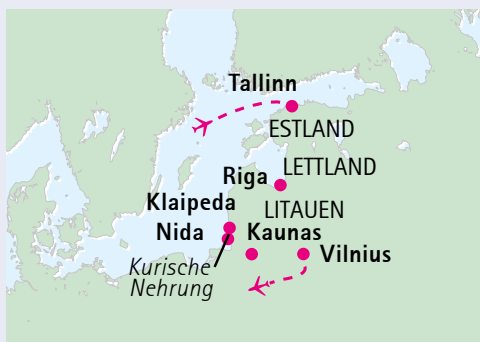 Tallinn
ESTLAND
Riga
LETTLAND
Klaipeda
LITAUEN
Nida
Kaunas
Vilnius
Kurische
Nehrung